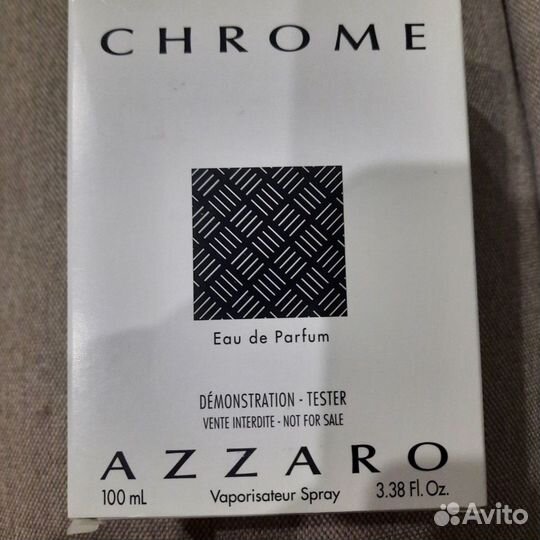 CHROME
Eau de Parfum
DÉMONSTRATION - TESTER
VENTE INTERDITE - NOT FOR SALE
AZZARO
100 mL Vaporisateur Spray 3.38 Fl. Oz.
Avito